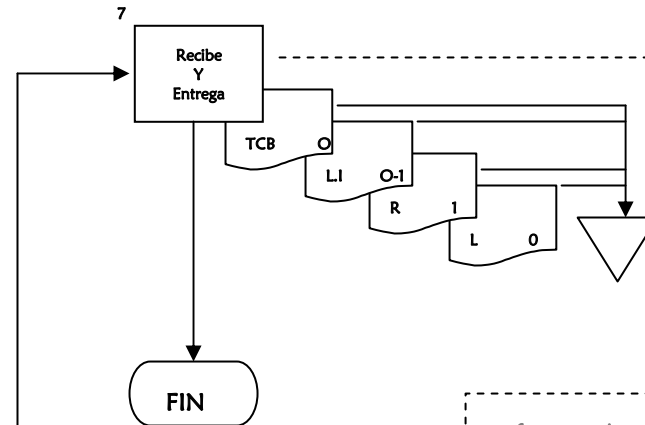 7
Recibe
Y
Entrega
TCB O
L.I O-1
R 1
L 0
FIN